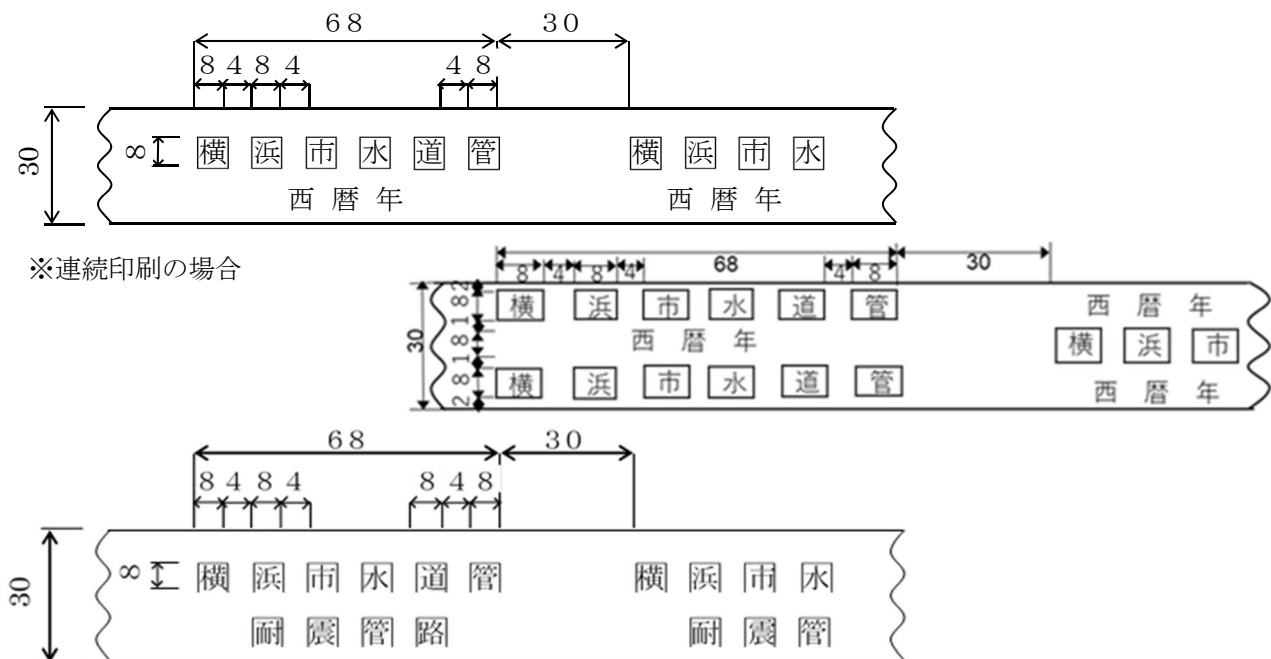 68 30
8 4 8 4 4 8
30 8 横浜市水道管 横浜市水
西暦年 西暦年
※連続印刷の場合
68 30
8 4 8 4 4 8
30 2 8 1 8 1 8 2
横浜市水道管 西暦年
西暦年 横浜市
横浜市水道管 西暦年
68 30
8 4 8 4 8 4 8
30 8 横浜市水道管 横浜市水
耐震管路 耐震管